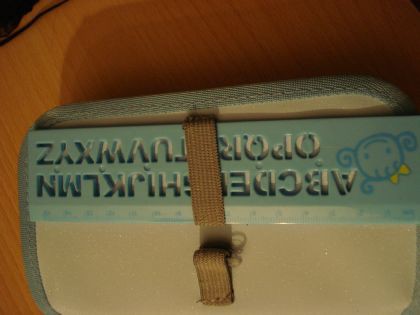 ABCDE HIJKLMN
OPQR TUVWXYZ